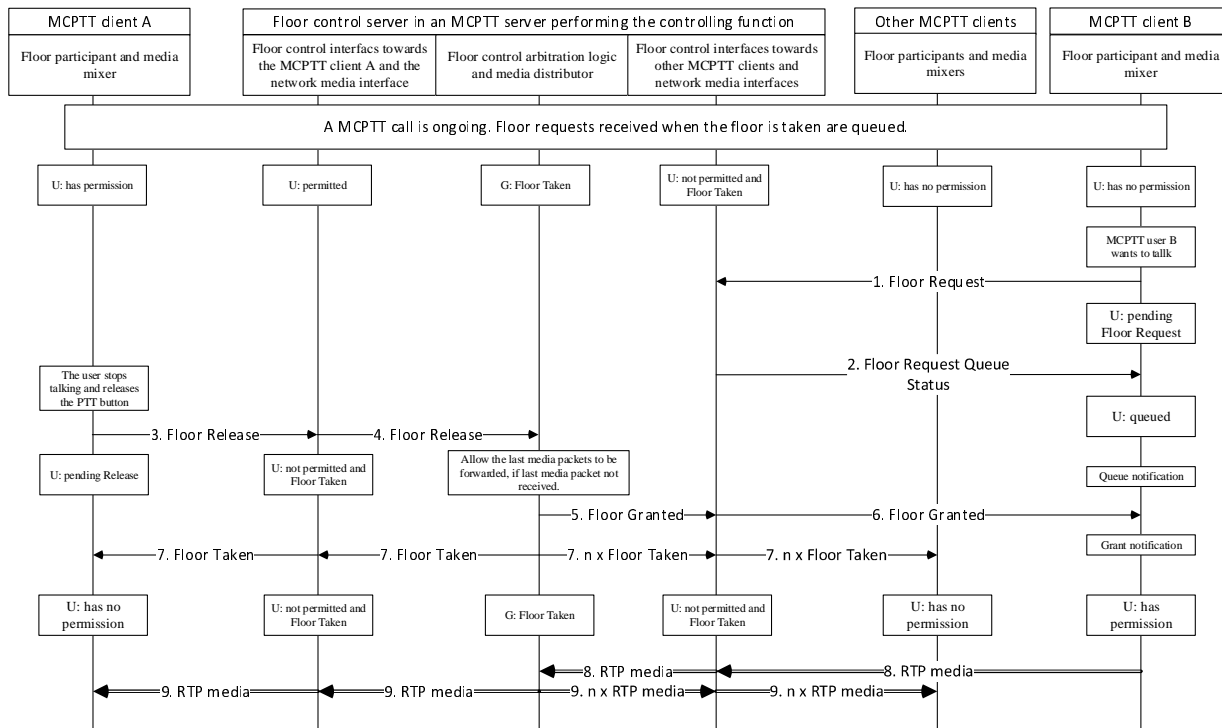 MCPTT client A
Floor control server in an MCPTT server performing the controlling function
Other MCPTT clients
MCPTT client B
Floor participant and media
mixer
Floor control interfacs towards
the MCPTT client A and the
network media interface
Floor control arbitration logic
and media distributor
Floor control interfaces towards
other MCPTT clients and
network media interfaces
Floor participants and media
mixers
Floor participant and media
mixer
A MCPTT call is ongoing. Floor requests received when the floor is taken are queued.
U: has permission
U: permitted
G: Floor Taken
U: not permitted and
Floor Taken
U: has no permission
U: has no permission
MCPTT user B
wants to tallk
1. Floor Request
U: pending
Floor Request
2. Floor Request Queue
Status
The user stops
talking and releases
the PTT button
U: queued
3. Floor Release
4. Floor Release
U: pending Release
U: not permitted and
Floor Taken
Allow the last media packets to be
forwarded, if last media packet not
received.
Queue notification
5. Floor Granted
6. Floor Granted
Grant notification
7. Floor Taken
7. Floor Taken
7. n x Floor Taken
7. n x Floor Taken
U: has no
permission
U: not permitted and
Floor Taken
G: Floor Taken
U: not permitted and
Floor Taken
U: has no
permission
U: has
permission
8. RTP media
8. RTP media
9. RTP media
9. RTP media
9. n x RTP media
9. n x RTP media